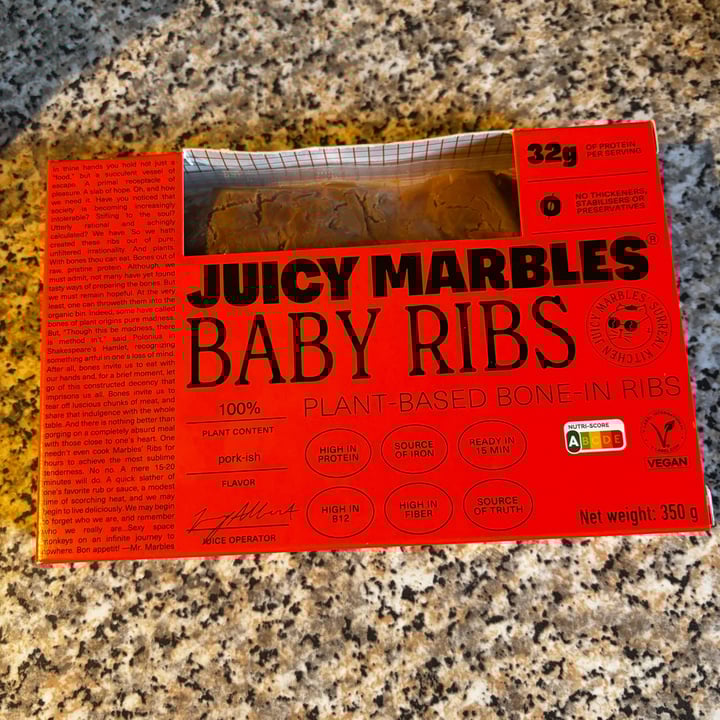 In thine hands you hold not just a
"food," but a succulent vessel of
escape. A primal receptacle of
pleasure. A slab of hope. Oh, and how
we need it. Have you noticed that
society is becoming increasingly
intolerable? Stifling to the soul?
Utterly rational and achingly
calculated? We have. So we hath
created these ribs out of pure,
unfiltered irrationality. And plants.
With bones thou can eat. Bones out of
raw, pristine protein. Although, we
must admit, not many have yet found
tasty ways of preparing the bones. But
we must remain hopeful. At the very
least, one can throweth them into the
organic bin. Indeed, some have called
bones of plant origins pure madness.
But, "Though this be madness, there
is method in't," said Polonius in
Shakespeare's Hamlet, recognizing
something artful in one's loss of mind.
After all, bones invite us to eat with
our hands and, for a brief moment, let
go of this constructed decency that
imprisons us all. Bones invite us to
tear off luscious chunks of meat, and
share that indulgence with the whole
table. And there is nothing better than
gorging on a completely absurd meal
with those close to one's heart. One
needn't even cook Marbles' Ribs for
hours to achieve the most sublime
tenderness. No no. A mere 15-20
minutes will do. A quick slather of
one's favorite rub or sauce, a modest
time of scorching heat, and we may
begin to live deliciously. We may begin
to forget who we are, and remember
who we really are..Sexy space
monkeys on an infinite journey to
nowhere. Bon appetit! —Mr. Marbles
32g OF PROTEIN
PER SERVING
NO THICKENERS,
STABILISERS OR
PRESERVATIVES
JUICY MARBLES®
BABY RIBS
JUICY MARBLES SURREAL KITCHEN
PLANT-BASED BONE-IN RIBS
100%
PLANT CONTENT
pork-ish
FLAVOR
JUICE OPERATOR
HIGH IN
PROTEIN
SOURCE
OF IRON
READY IN
15 MIN
HIGH IN
B12
HIGH IN
FIBER
SOURCE
OF TRUTH
NUTRI-SCORE
A B C D E
VEGAN
Net weight: 350 g